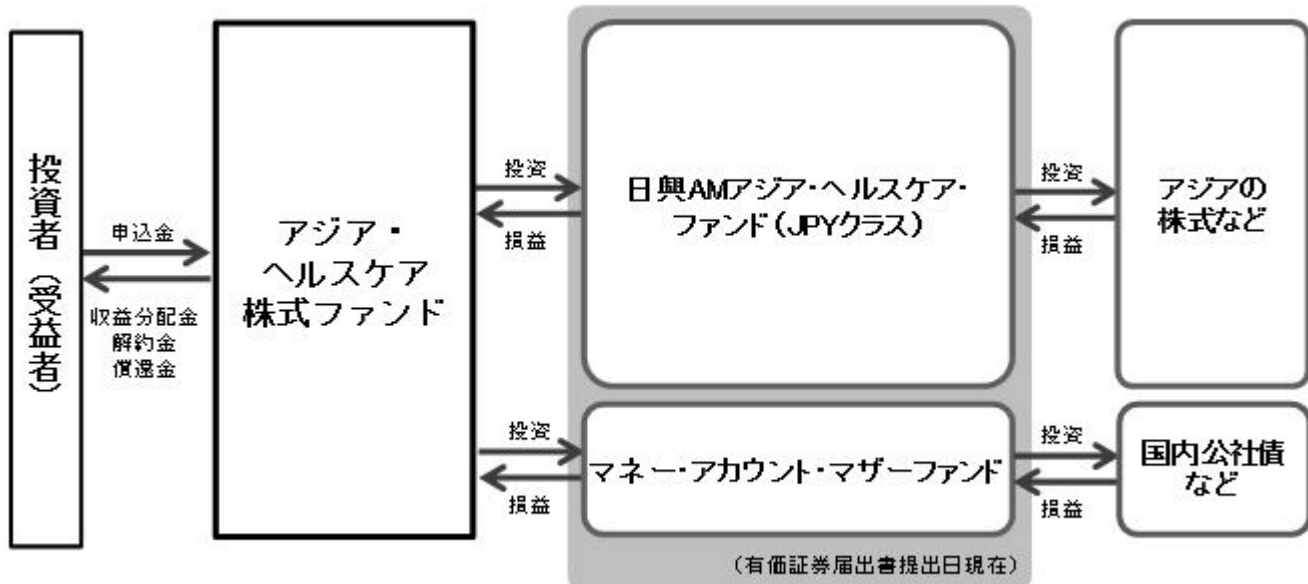 投資者(受益者)
申込金
収益分配金
解約金
償還金
アジア・
ヘルスケア
株式ファンド
投資
損益
日興AMアジア・ヘルスケア・
ファンド(JPYクラス)
投資
損益
アジアの
株式など
投資
損益
マネー・アカウント・マザーファンド
投資
損益
国内公社債
など
(有価証券届出書提出日現在)